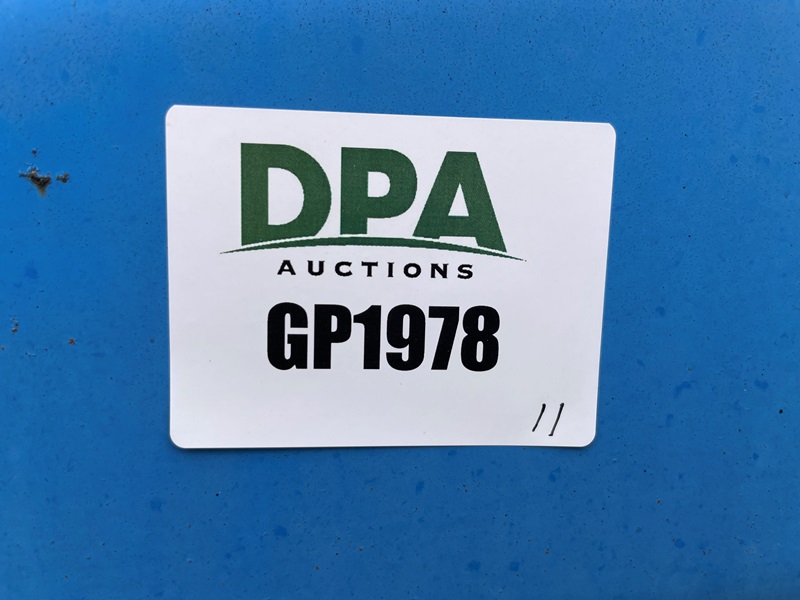 DPA
AUCTIONS
GP1978
11